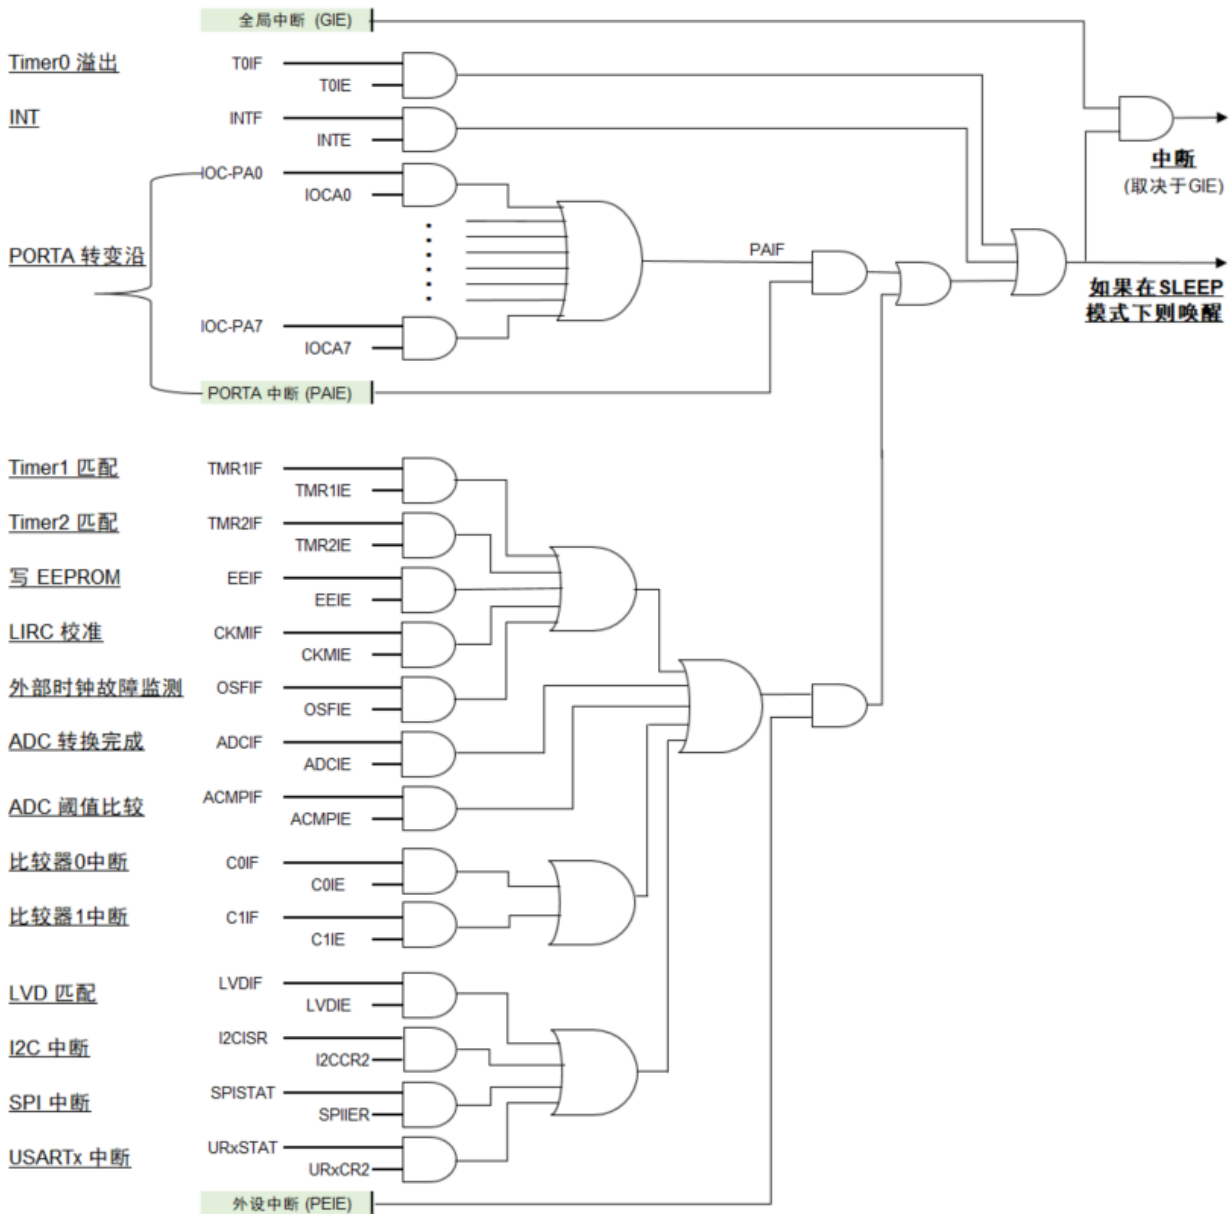 全局中断 (GIE)
Timer0 溢出
T0IF
T0IE
INT
INTF
INTE
中断
(取决于GIE)
IOC-PA0
IOCA0
PORTA 转变沿
PAIF
如果在SLEEP
模式下则唤醒
IOC-PA7
IOCA7
PORTA 中断 (PAIE)
Timer1 匹配
TMR1IF
TMR1IE
Timer2 匹配
TMR2IF
TMR2IE
写 EEPROM
EEIF
EEIE
LIRC 校准
CKMIF
CKMIE
外部时钟故障监测
OSFIF
OSFIE
ADC 转换完成
ADCIF
ADCIE
ADC 阈值比较
ACMPIF
ACMPIE
比较器0中断
C0IF
C0IE
比较器1中断
C1IF
C1IE
LVD 匹配
LVDIF
LVDIE
I2C 中断
I2CISR
I2CCR2
SPI 中断
SPISTAT
SPIIER
USARTx 中断
URxSTAT
URxCR2
外设中断 (PEIE)